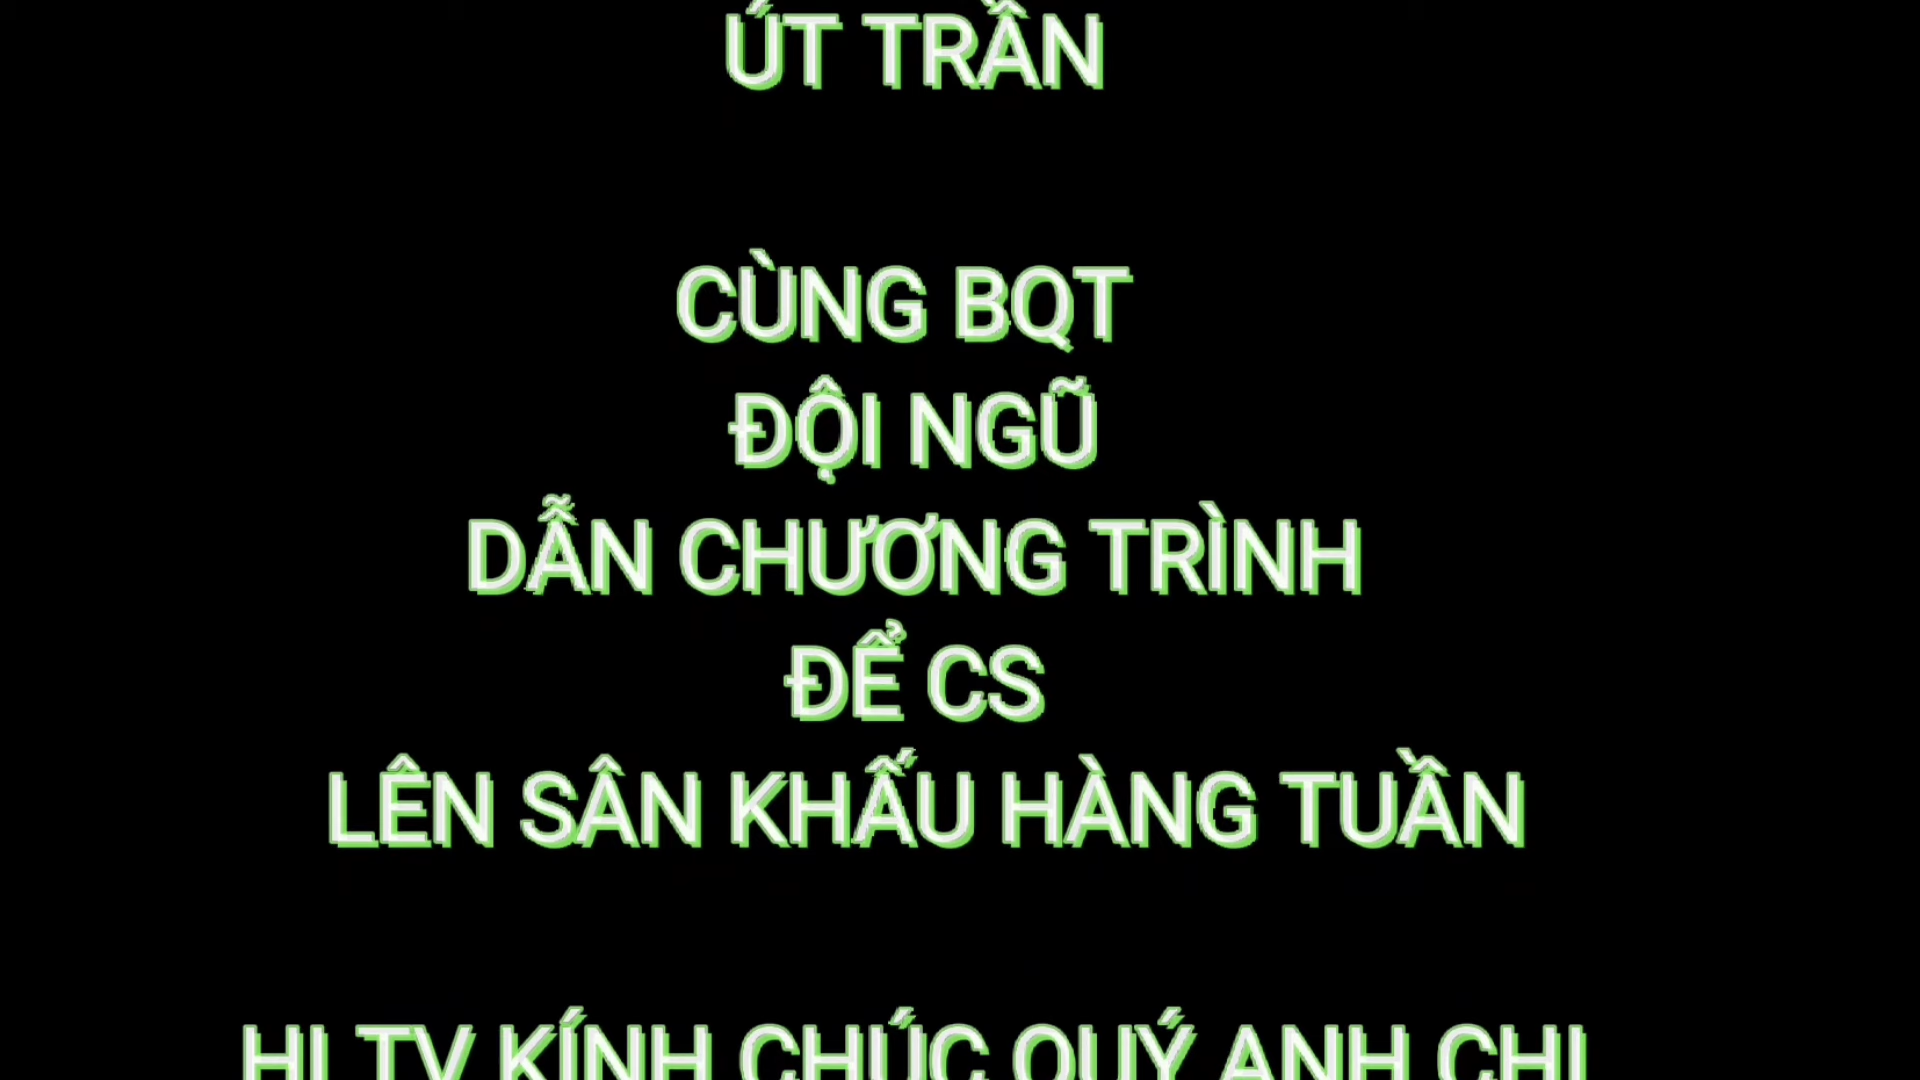 ÚT TRẦN
CÙNG BQT
ĐỘI NGŨ
DẪN CHƯƠNG TRÌNH
ĐỂ CS
LÊN SÂN KHẤU HÀNG TUẦN
HI TV KÍNH CHÚC QUÝ ANH CHỊ